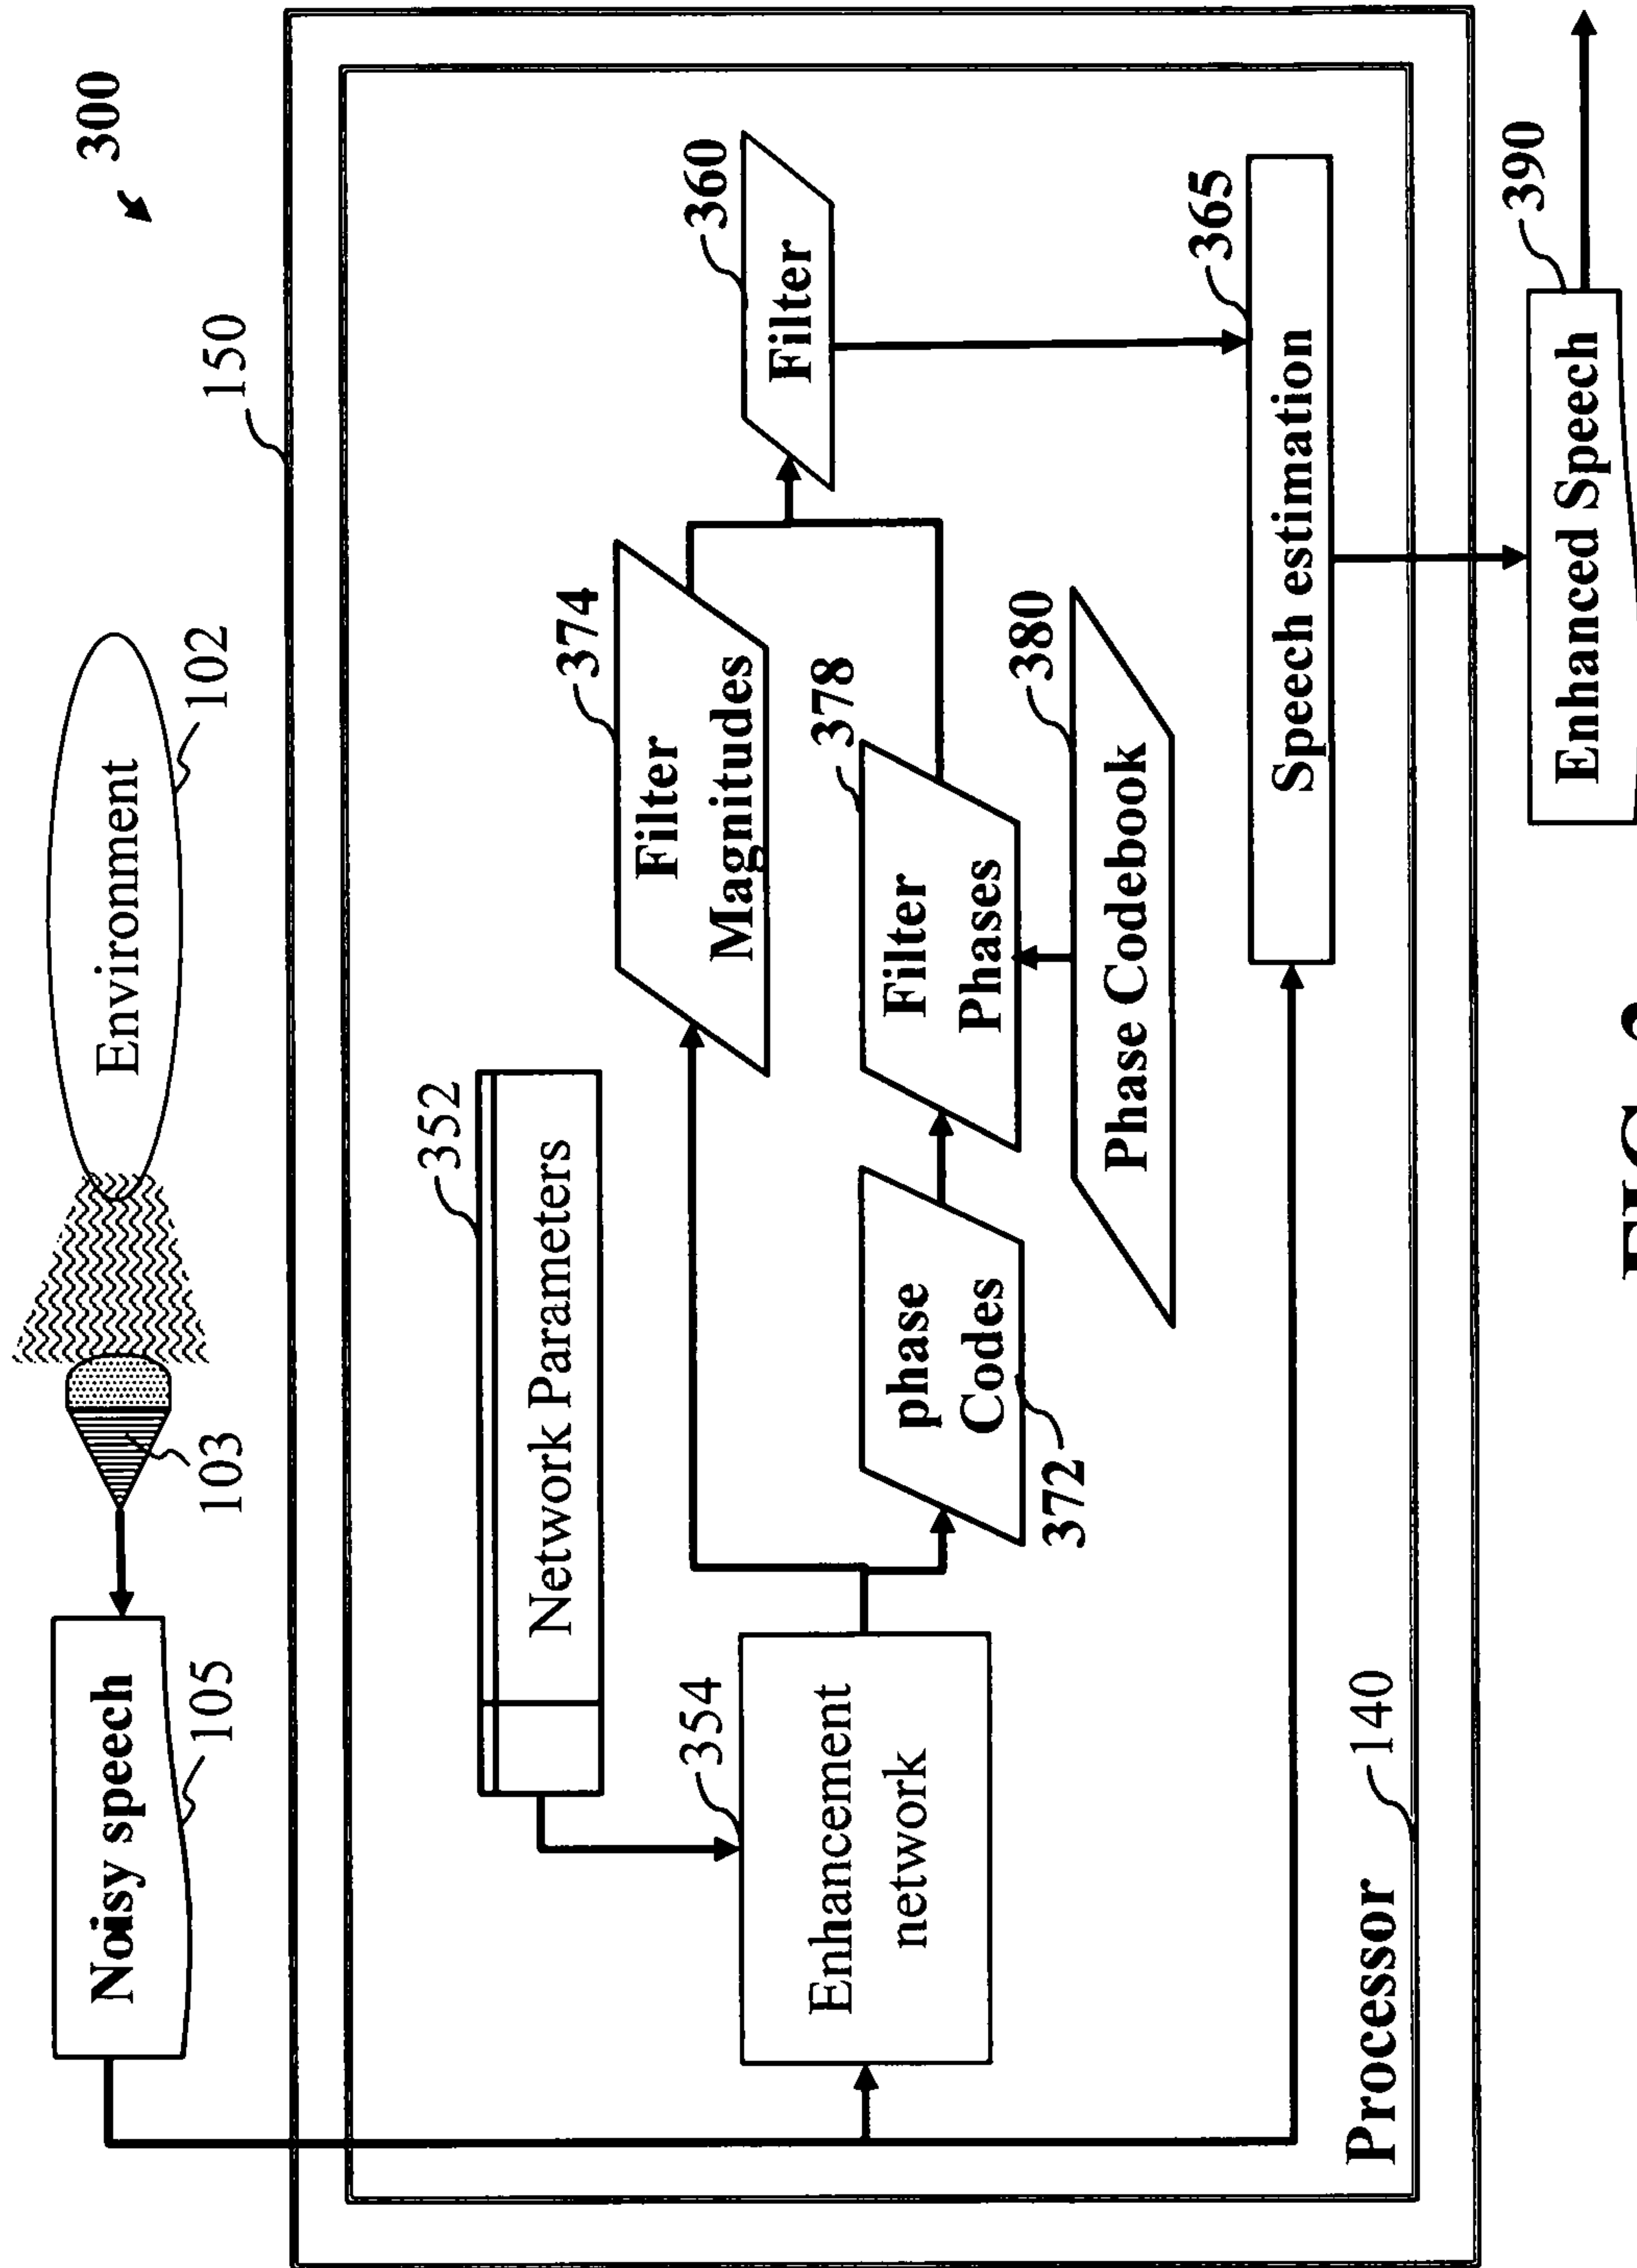 300
Environment
102
103
Noisy speech
105
150
352
Network Parameters
354
Enhancement
network
374
Filter
Magnitudes
360
Filter
378
Filter
Phases
phase
Codes
372
380
Phase Codebook
365
Speech estimation
Processor
140
390
Enhanced Speech